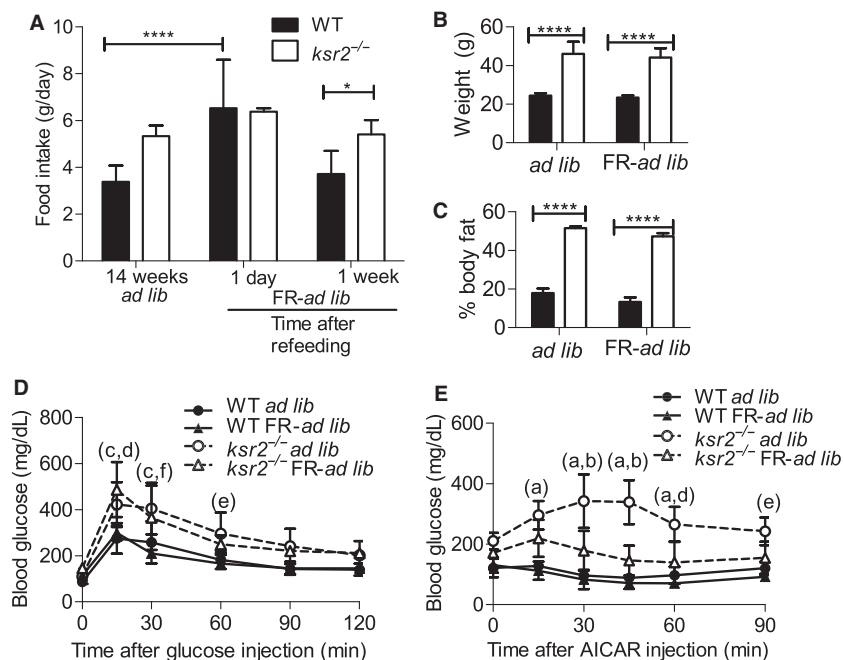 A
Food intake (g/day)
10
8
6
4
2
0
****
*
WT
ksr2−/−
14 weeks
ad lib
1 day
1 week
FR-ad lib
Time after
refeeding
B
Weight (g)
60
40
20
0
****
****
ad lib
FR-ad lib
C
% body fat
60
40
20
0
****
****
ad lib
FR-ad lib
D
Blood glucose (mg/dL)
800
600
400
200
0
WT ad lib
WT FR-ad lib
ksr2−/− ad lib
ksr2−/− FR-ad lib
(c,d)
(c,f)
(e)
0
30
60
90
120
Time after glucose injection (min)
E
Blood glucose (mg/dL)
600
400
200
0
WT ad lib
WT FR-ad lib
ksr2−/− ad lib
ksr2−/− FR-ad lib
(a)
(a,b)
(a,b)
(a,d)
(e)
0
30
60
90
Time after AICAR injection (min)